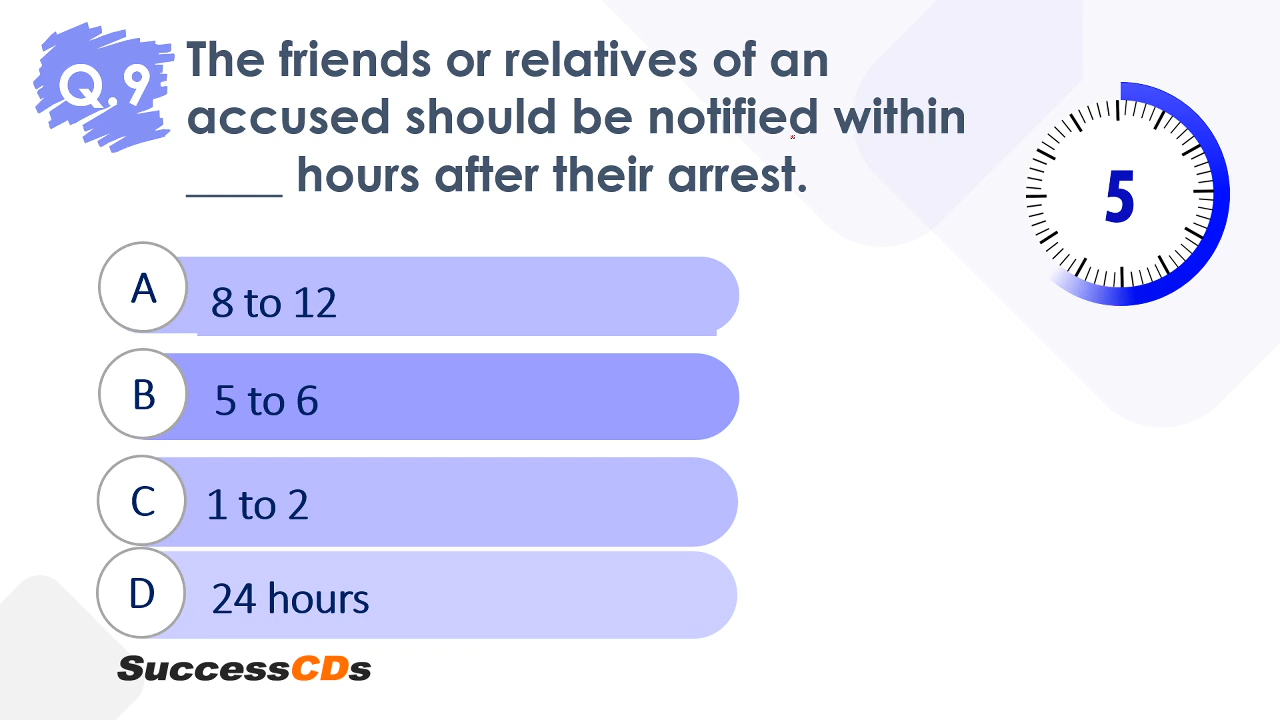 Q.9
The friends or relatives of an
accused should be notified within
____ hours after their arrest.
5
A
8 to 12
B
5 to 6
C
1 to 2
D
24 hours
SuccessCDs